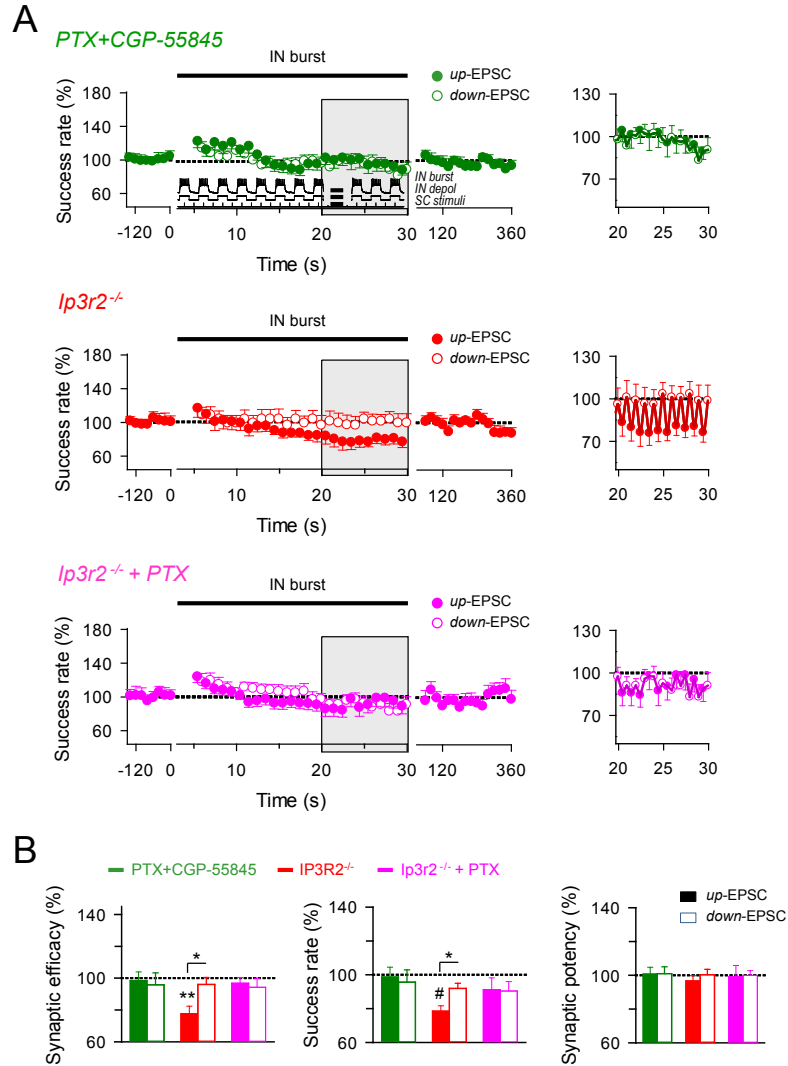 A
PTX+CGP-55845
IN burst
up-EPSC
down-EPSC
Success rate (%)
180
140
100
60
IN burst
IN depol
SC stimuli
-120 0 10 20 30 120 360
Time (s)
130
100
70
20 25 30
Ip3r2-/-
IN burst
up-EPSC
down-EPSC
Success rate (%)
180
140
100
60
-120 0 10 20 30 120 360
Time (s)
130
100
70
20 25 30
Ip3r2-/- + PTX
IN burst
up-EPSC
down-EPSC
Success rate (%)
180
140
100
60
-120 0 10 20 30 120 360
Time (s)
130
100
70
20 25 30
B
PTX+CGP-55845 IP3R2-/- Ip3r2-/- + PTX
up-EPSC
down-EPSC
Synaptic efficacy (%)
140
100
60
** *
Success rate (%)
140
100
80
60
# *
Synaptic potency (%)
140
100
60